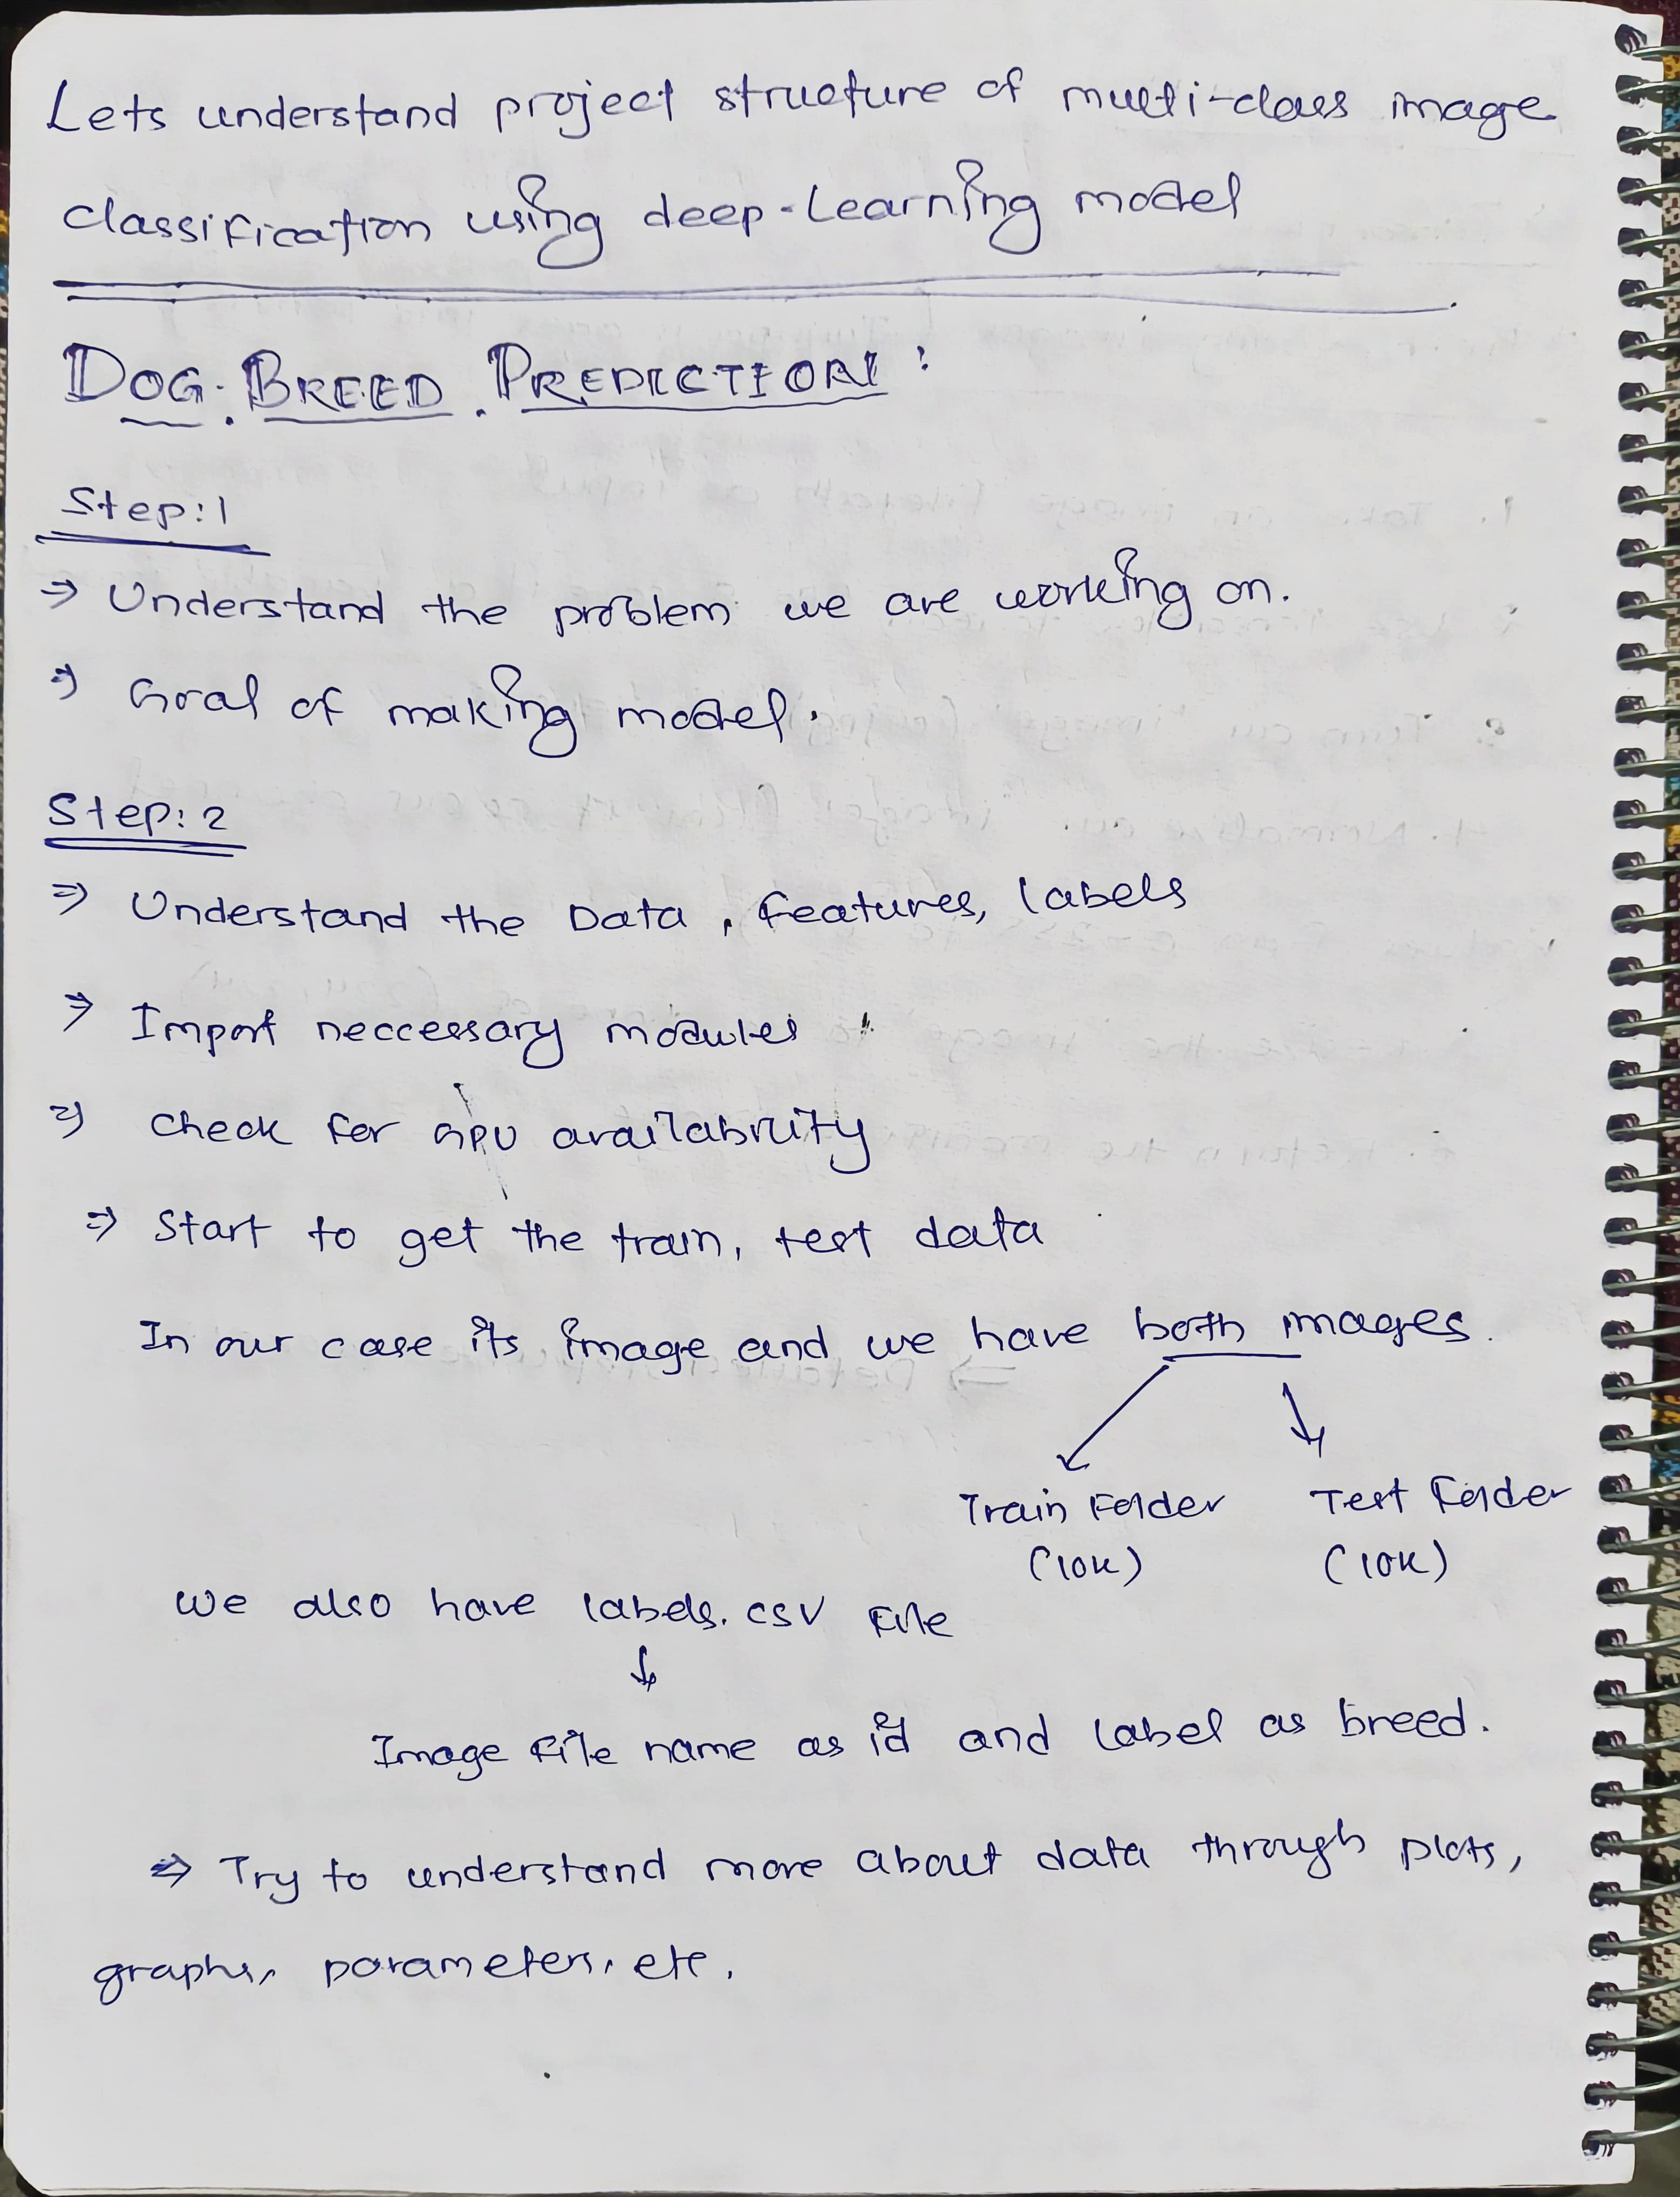 Lets understand project structure of multi-class image
classification using deep-learning model
DOG. BREED. PREDICTION:
Step:1
⇒ Understand the problem we are working on.
⇒ Goal of making model.
Step:2
⇒ Understand the Data, features, labels
⇒ Import neccessary modules
⇒ check for GPU availability
⇒ Start to get the train, test data
In our case its image and we have both images.
Train Folder Test Folder
(10K) (10K)
We also have labels.csv File
Image file name as id and Label as breed.
⇒ Try to understand more about data through plots,
graphs, parameters, etc.